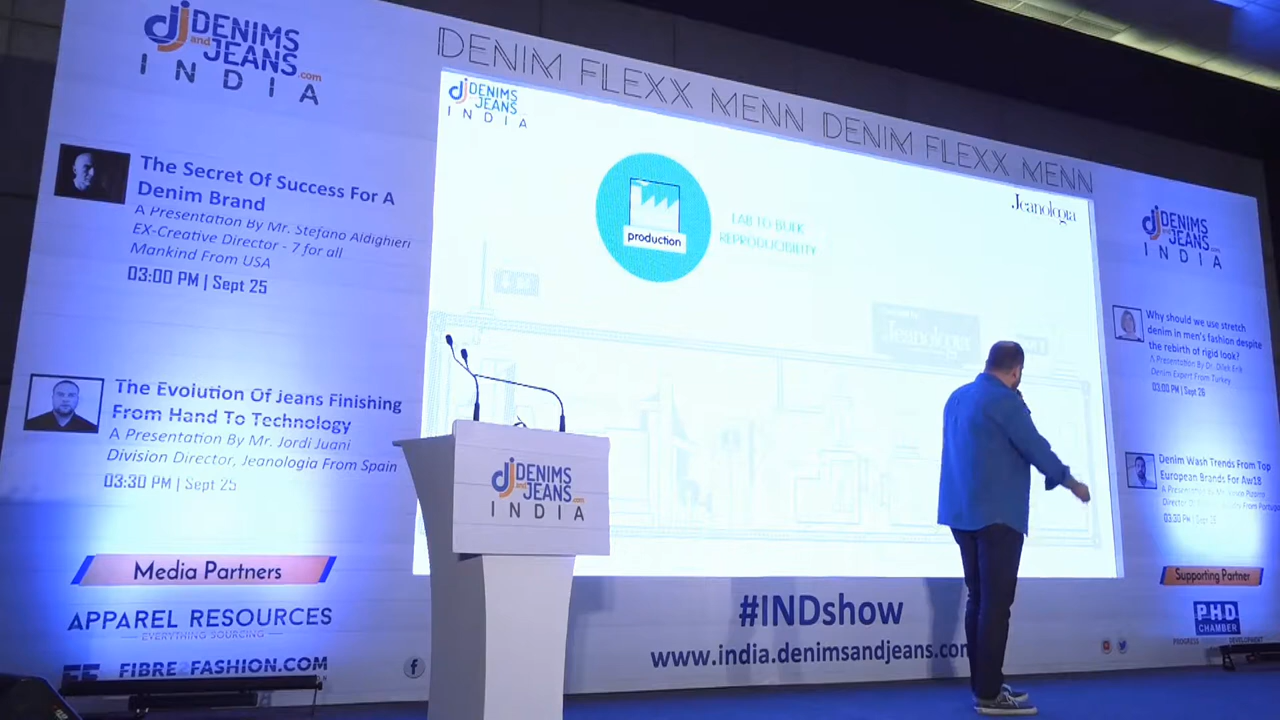 DENIMS
and
JEANS
.com
INDIA
The Secret Of Success For A
Denim Brand
A Presentation By Mr. Stefano Aldighieri
EX-Creative Director - 7 for all
Mankind From USA
03:00 PM | Sept 25
The Evolution Of Jeans Finishing
From Hand To Technology
A Presentation By Mr. Jordi Juani
Division Director, Jeanologia From Spain
03:30 PM | Sept 25
Media Partners
APPAREL RESOURCES
EVERYTHING SOURCING
FIBRE2FASHION.COM
DENIM FLEXX MENN DENIM FLEXX MENN
DENIMS
JEANS
INDIA
Jeanologia
production
LAB TO BULK
REPRODUCIBILITY
Jeanologia
DENIMS
and
JEANS
.com
INDIA
#INDshow
www.india.denimsandjeans.com
DENIMS
and
JEANS
INDIA
Why should we use stretch
denim in men's fashion despite
the rebirth of rigid look?
A Presentation By Dr. Dilek Erik
Denim Expert From Turkey
03:00 PM | Sept 26
Denim Wash Trends From Top
European Brands For Aw18
03:30 PM | Sept 26
Supporting Partner
PHD
CHAMBER